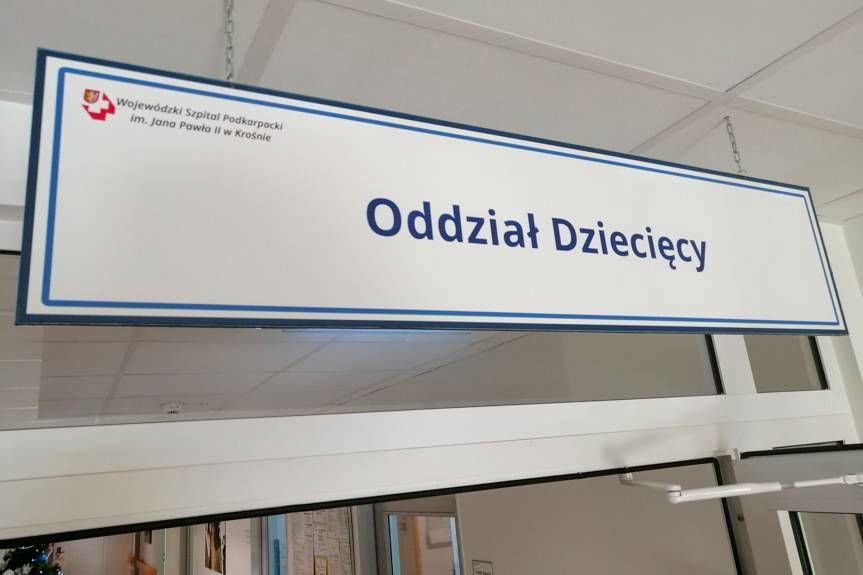 Wojewódzki Szpital Podkarpacki
im. Jana Pawła II w Krośnie
Oddział Dziecięcy